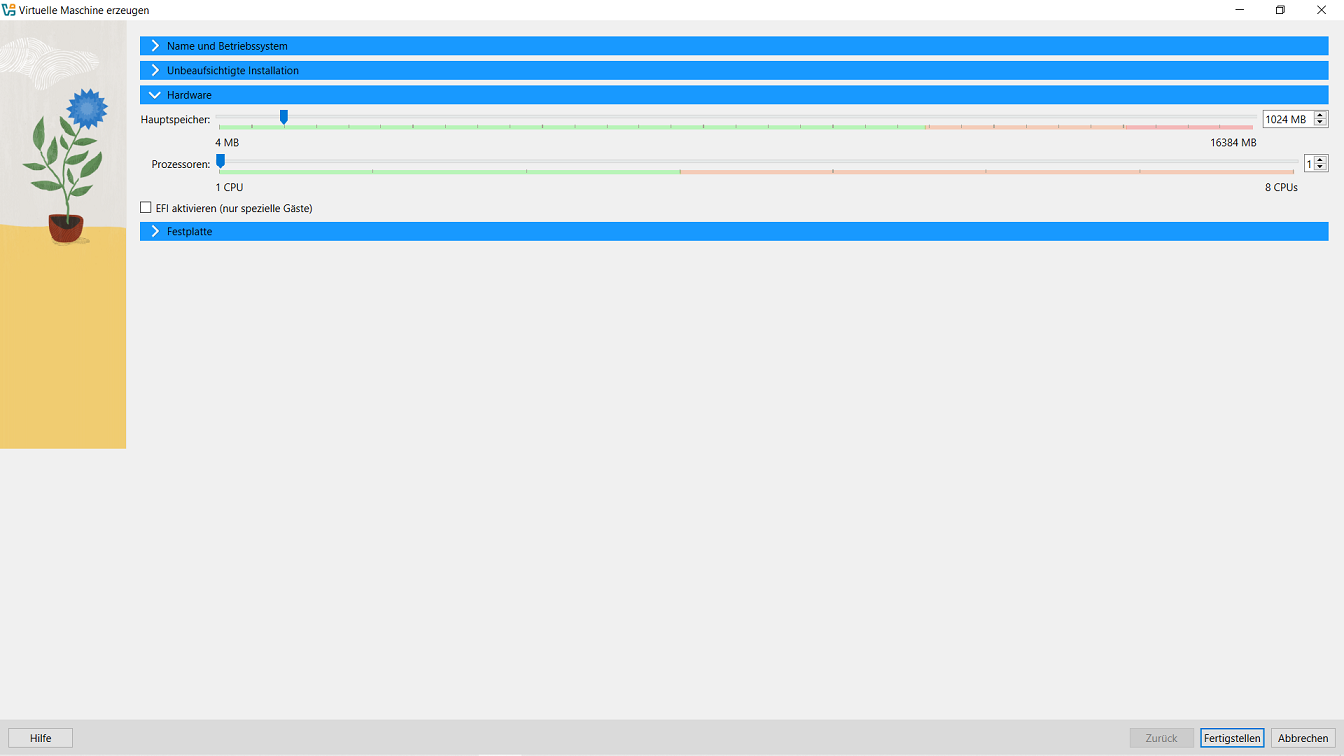 Virtuelle Maschine erzeugen
Name und Betriebssystem
Unbeaufsichtigte Installation
Hardware
Hauptspeicher: 1024 MB
4 MB 16384 MB
Prozessoren: 1
1 CPU 8 CPUs
EFI aktivieren (nur spezielle Gäste)
Festplatte
Hilfe Zurück Fertigstellen Abbrechen